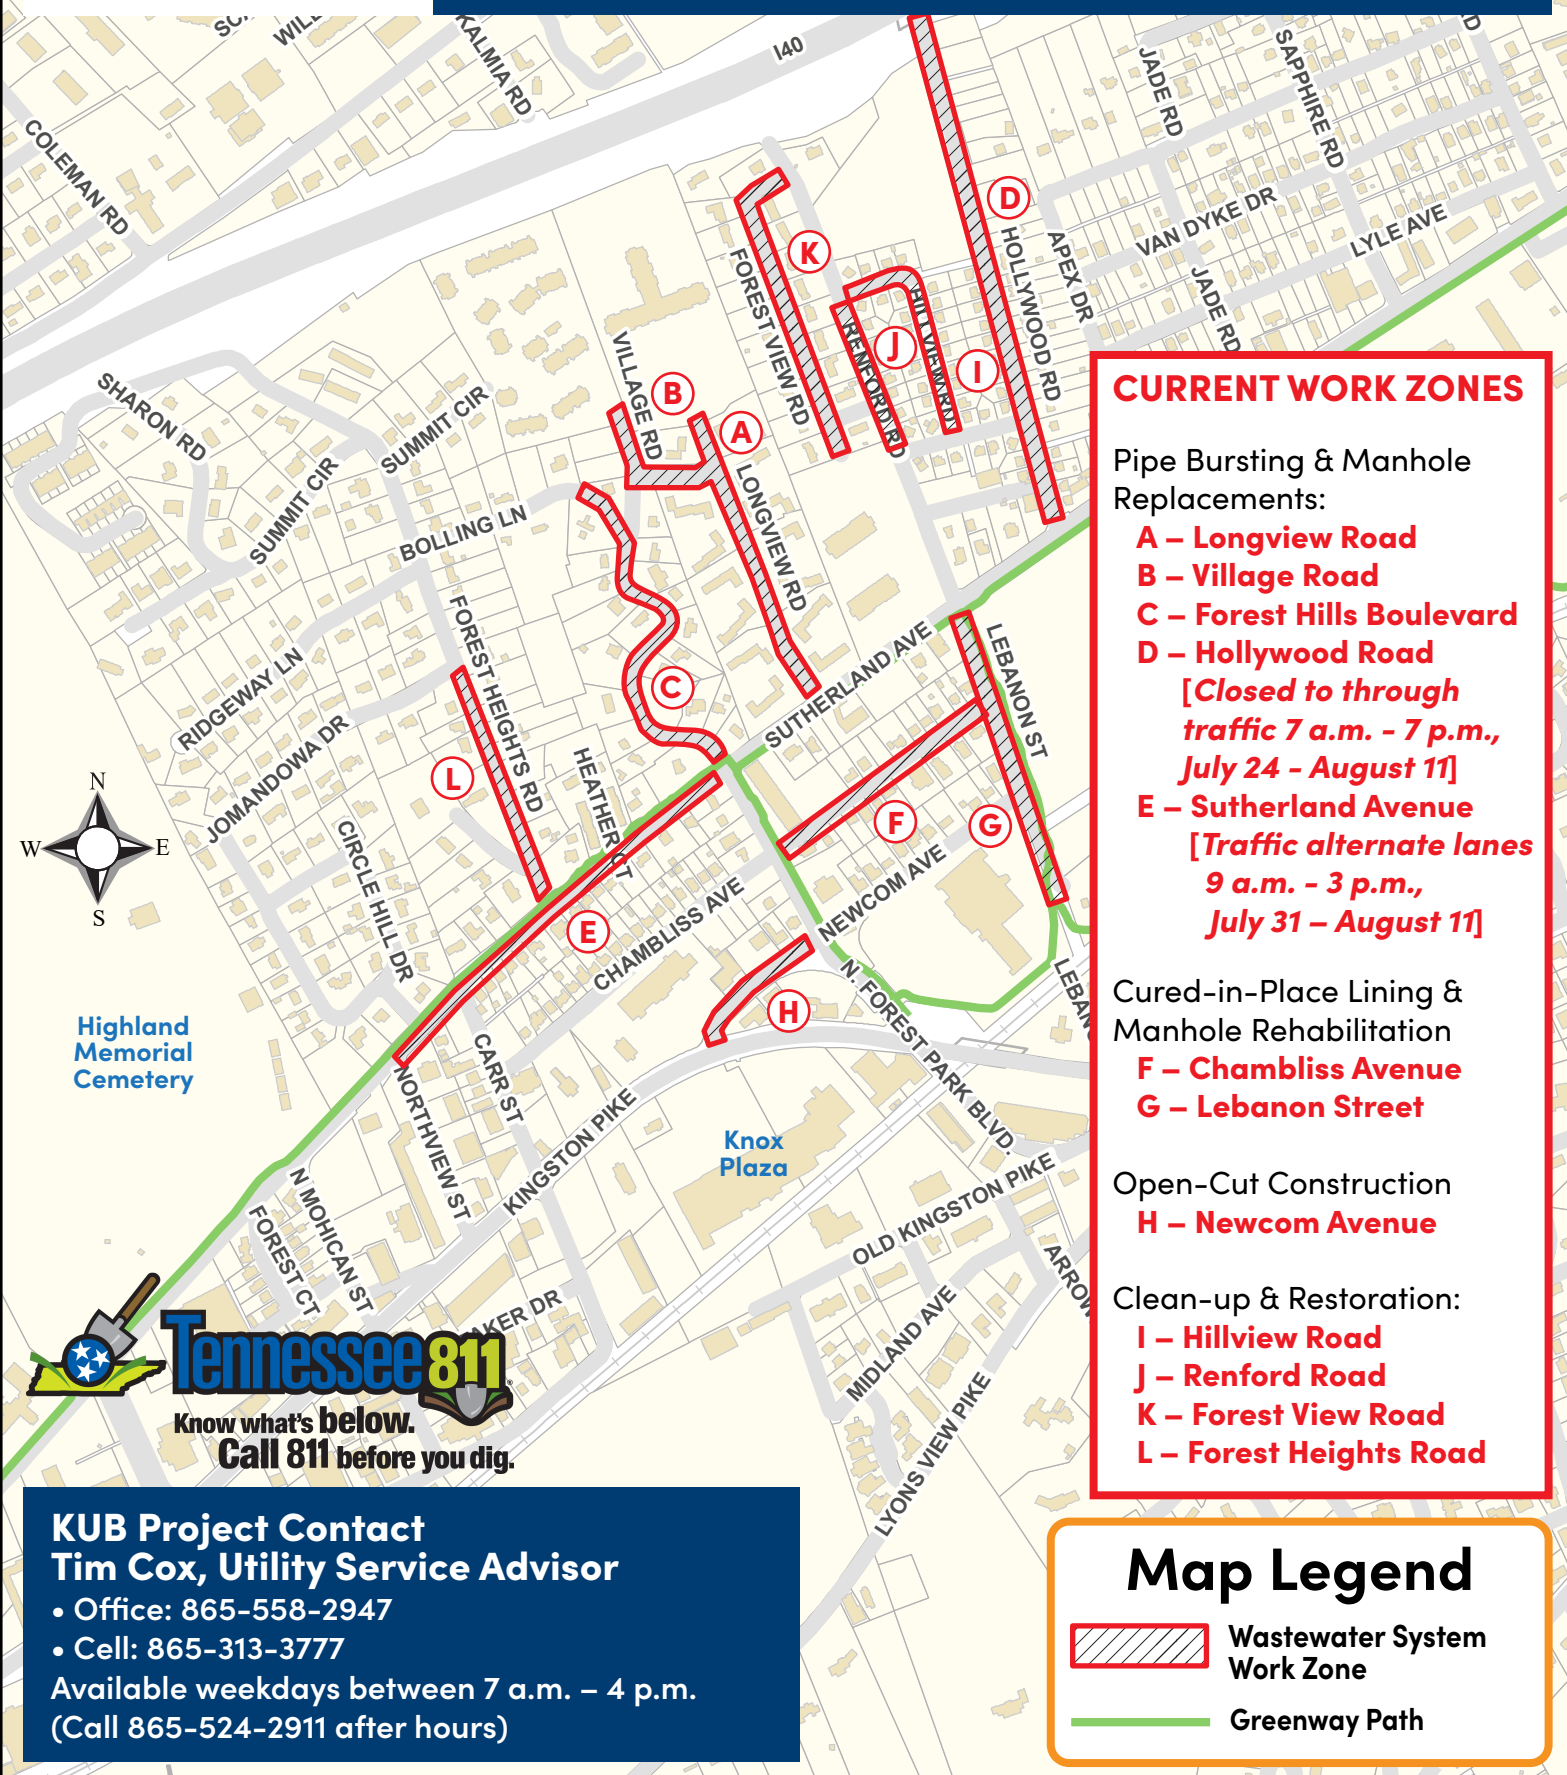 I40
KALMIA RD
COLEMAN RD
JADE RD
SAPPHIRE RD
VAN DYKE DR
LYLE AVE
JADE RD
APEX DR
D
HOLLYWOOD RD
K
FOREST VIEW RD
J
RENFORD RD
HILLVIEW RD
I
VILLAGE RD
B
A
LONGVIEW RD
SHARON RD
SUMMIT CIR
SUMMIT CIR
BOLLING LN
FOREST HEIGHTS RD
RIDGEWAY LN
JOMANDOWA DR
C
SUTHERLAND AVE
LEBANON ST
L
HEATHER CT
CIRCLE HILL DR
F
G
E
CHAMBLISS AVE
NEWCOM AVE
H
N. FOREST PARK BLVD.
LEBAN
N
W
E
S
Highland
Memorial
Cemetery
CARR ST
NORTHVIEW ST
KINGSTON PIKE
Knox
Plaza
OLD KINGSTON PIKE
N MOHICAN ST
FOREST CT
AKER DR
MIDLAND AVE
LYONS VIEW PIKE
ARROW
CURRENT WORK ZONES
Pipe Bursting & Manhole
Replacements:
A – Longview Road
B – Village Road
C – Forest Hills Boulevard
D – Hollywood Road
[Closed to through
traffic 7 a.m. - 7 p.m.,
July 24 - August 11]
E – Sutherland Avenue
[Traffic alternate lanes
9 a.m. - 3 p.m.,
July 31 – August 11]
Cured-in-Place Lining &
Manhole Rehabilitation
F – Chambliss Avenue
G – Lebanon Street
Open-Cut Construction
H – Newcom Avenue
Clean-up & Restoration:
I – Hillview Road
J – Renford Road
K – Forest View Road
L – Forest Heights Road
Tennessee 811
Know what's below.
Call 811 before you dig.
KUB Project Contact
Tim Cox, Utility Service Advisor
• Office: 865-558-2947
• Cell: 865-313-3777
Available weekdays between 7 a.m. – 4 p.m.
(Call 865-524-2911 after hours)
Map Legend
Wastewater System
Work Zone
Greenway Path